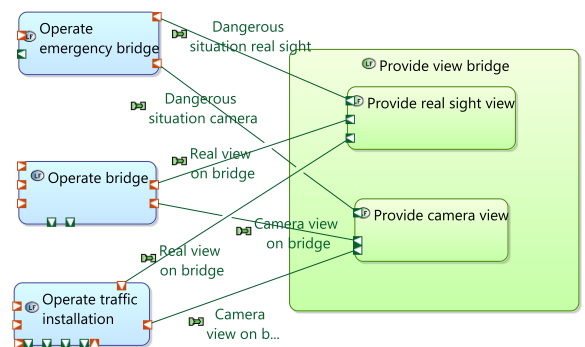 Operate
emergency bridge
Dangerous
situation real sight
Provide view bridge
Dangerous
situation camera
Provide real sight view
Real view
on bridge
Operate bridge
Camera view
on bridge
Provide camera view
Real view
on bridge
Operate traffic
installation
Camera
view on b...